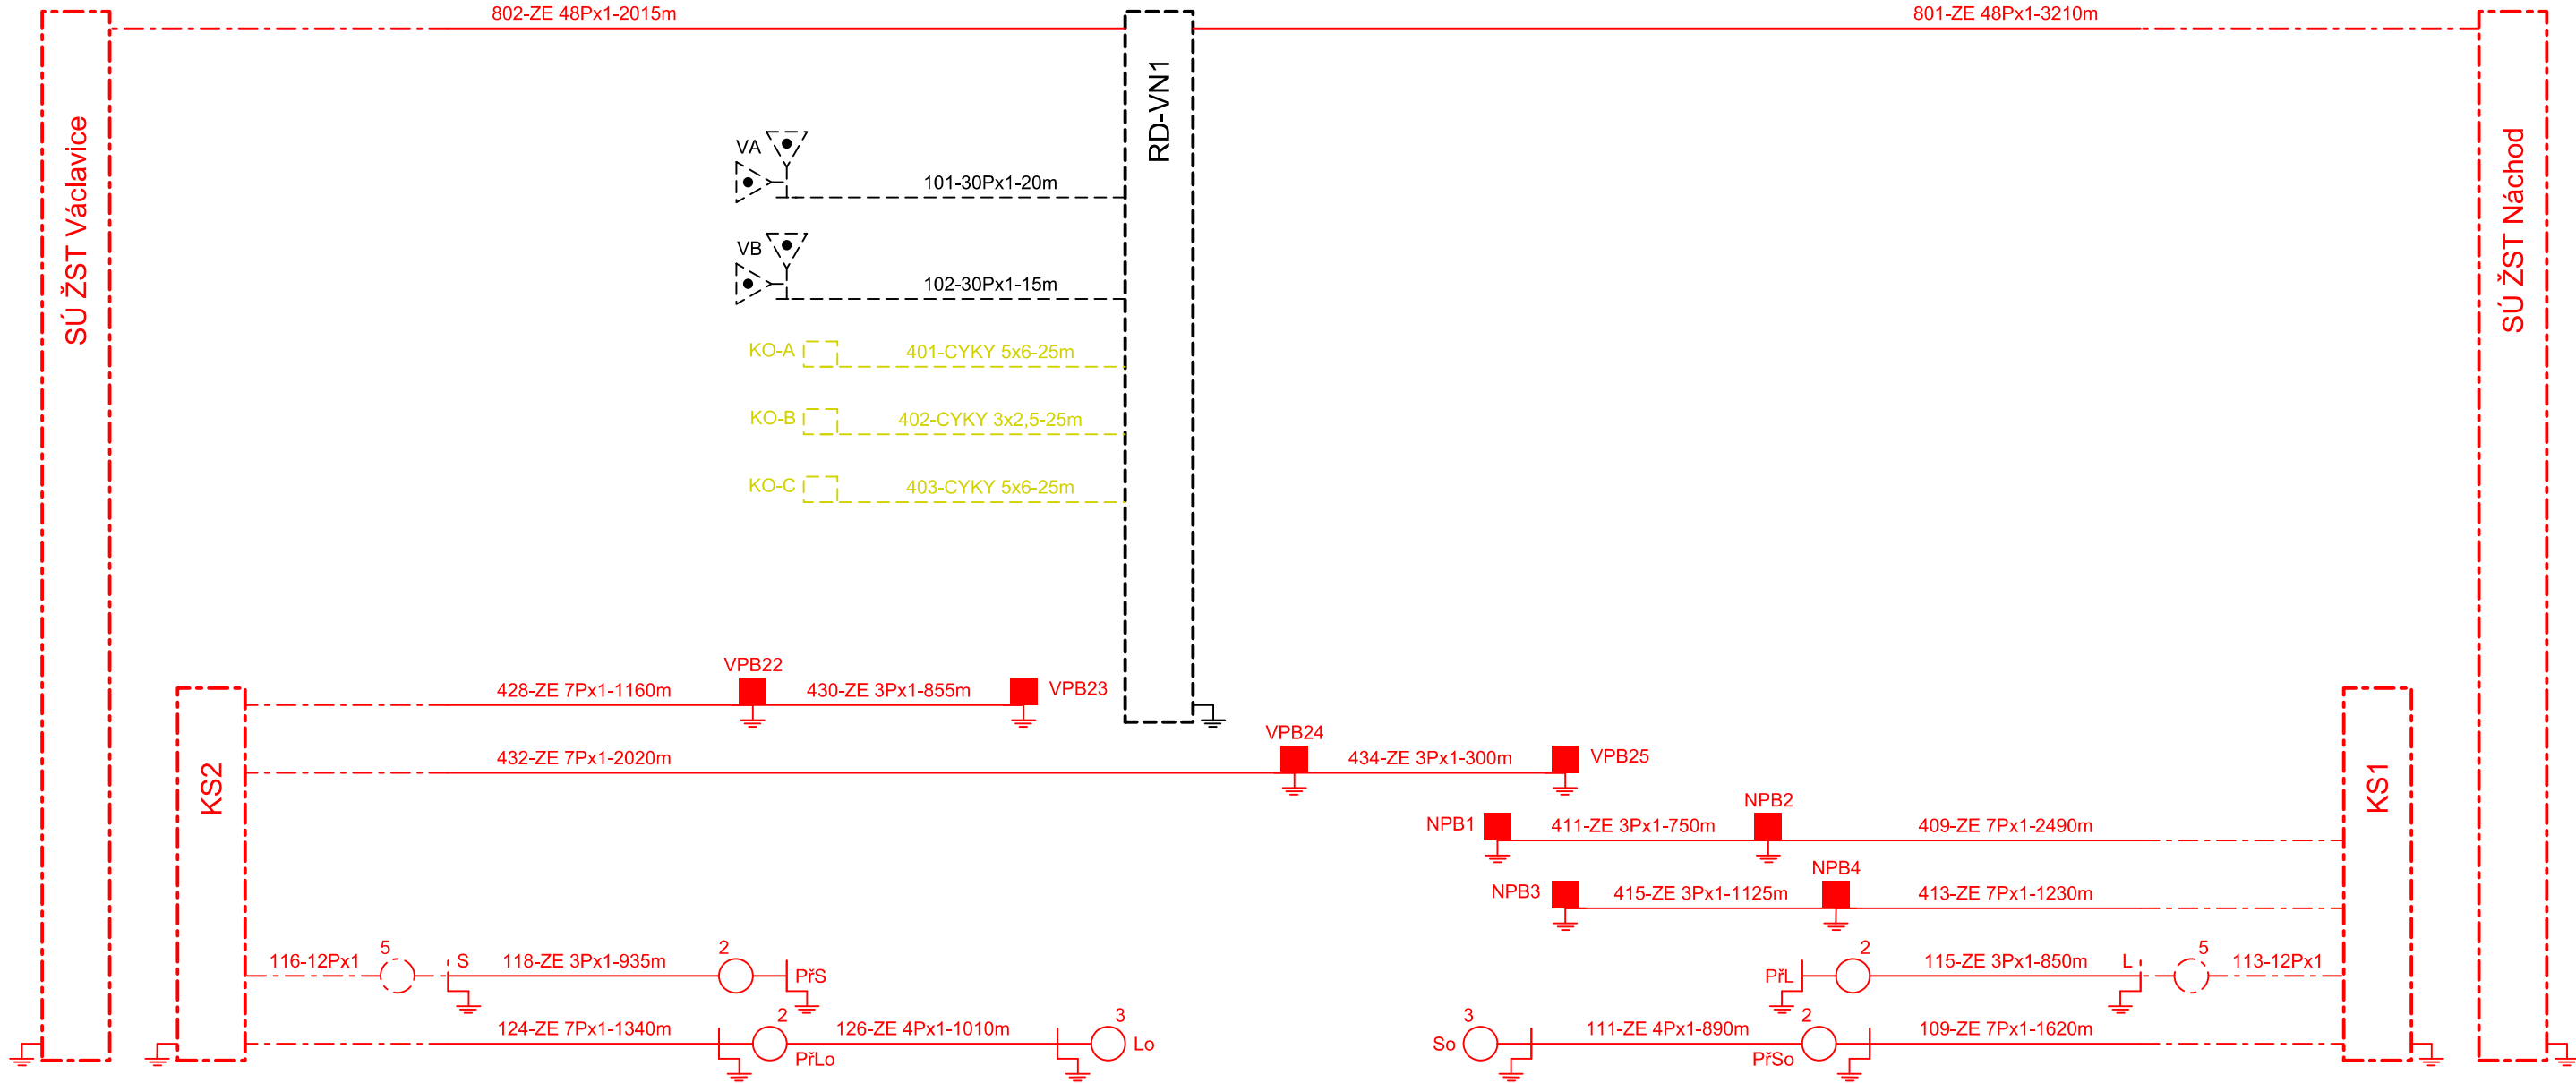 802-ZE 48Px1-2015m
801-ZE 48Px1-3210m
SÚ ŽST Václavice
RD-VN1
SÚ ŽST Náchod
VA
101-30Px1-20m
VB
102-30Px1-15m
KO-A
401-CYKY 5x6-25m
KO-B
402-CYKY 3x2,5-25m
KO-C
403-CYKY 5x6-25m
VPB22
428-ZE 7Px1-1160m
430-ZE 3Px1-855m
VPB23
VPB24
432-ZE 7Px1-2020m
434-ZE 3Px1-300m
VPB25
KS2
KS1
NPB1
411-ZE 3Px1-750m
NPB2
409-ZE 7Px1-2490m
NPB3
415-ZE 3Px1-1125m
NPB4
413-ZE 7Px1-1230m
116-12Px1
5
S
118-ZE 3Px1-935m
2
PřS
PřL
2
115-ZE 3Px1-850m
L
5
113-12Px1
124-ZE 7Px1-1340m
2
PřLo
126-ZE 4Px1-1010m
3
Lo
3
So
111-ZE 4Px1-890m
2
PřSo
109-ZE 7Px1-1620m